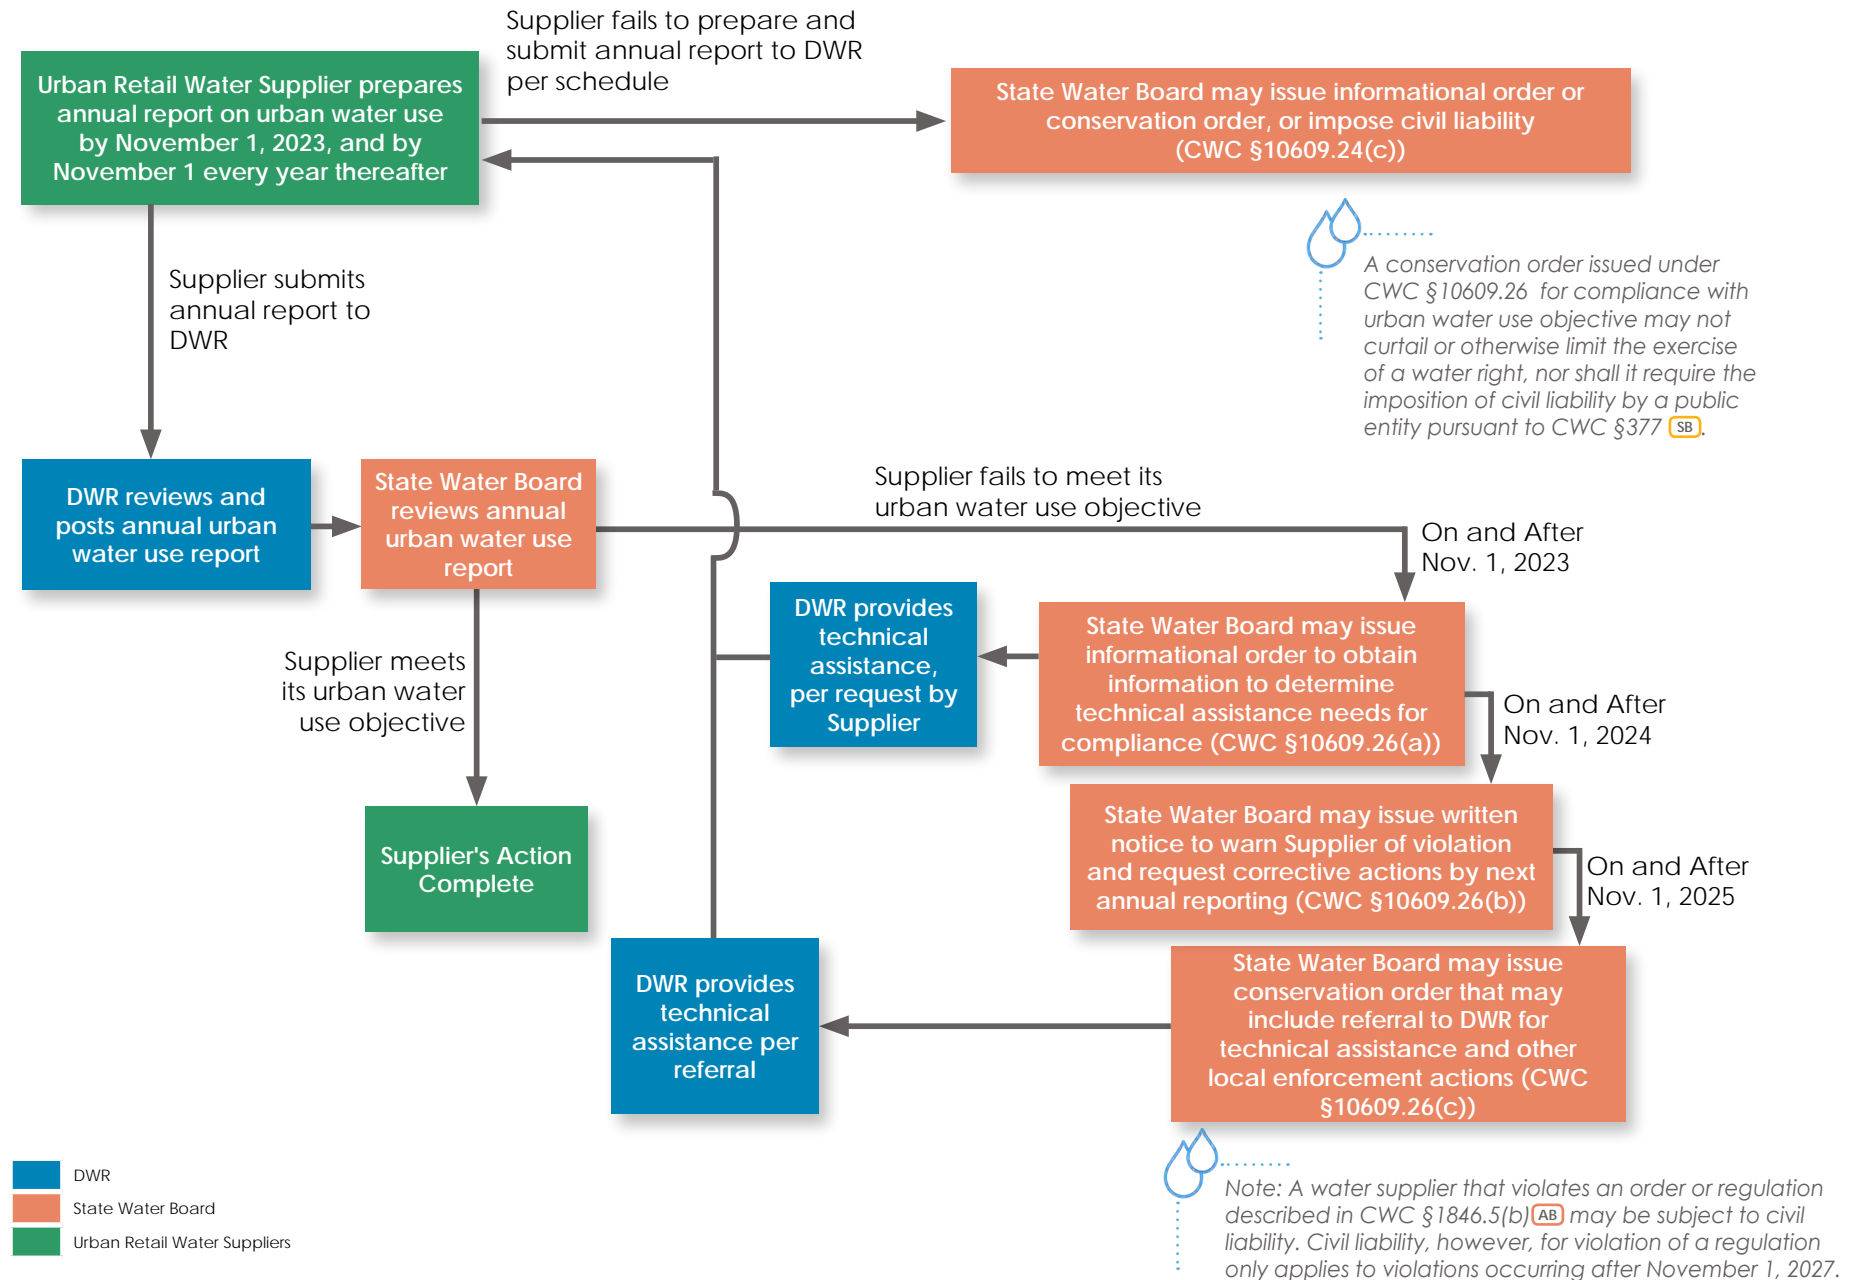 Supplier fails to prepare and
submit annual report to DWR
per schedule
Urban Retail Water Supplier prepares
annual report on urban water use
by November 1, 2023, and by
November 1 every year thereafter
State Water Board may issue informational order or
conservation order, or impose civil liability
(CWC §10609.24(c))
Supplier submits
annual report to
DWR
A conservation order issued under
CWC §10609.26 for compliance with
urban water use objective may not
curtail or otherwise limit the exercise
of a water right, nor shall it require the
imposition of civil liability by a public
entity pursuant to CWC §377 SB.
DWR reviews and
posts annual urban
water use report
State Water Board
reviews annual
urban water use
report
Supplier fails to meet its
urban water use objective
On and After
Nov. 1, 2023
DWR provides
technical
assistance,
per request by
Supplier
State Water Board may issue
informational order to obtain
information to determine
technical assistance needs for
compliance (CWC §10609.26(a))
Supplier meets
its urban water
use objective
On and After
Nov. 1, 2024
Supplier's Action
Complete
State Water Board may issue written
notice to warn Supplier of violation
and request corrective actions by next
annual reporting (CWC §10609.26(b))
On and After
Nov. 1, 2025
DWR provides
technical
assistance per
referral
State Water Board may issue
conservation order that may
include referral to DWR for
technical assistance and other
local enforcement actions (CWC
§10609.26(c))
DWR
State Water Board
Urban Retail Water Suppliers
Note: A water supplier that violates an order or regulation
described in CWC §1846.5(b) AB may be subject to civil
liability. Civil liability, however, for violation of a regulation
only applies to violations occurring after November 1, 2027.